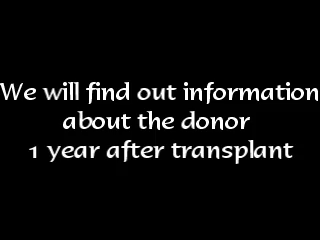 We will find out information
about the donor
1 year after transplant